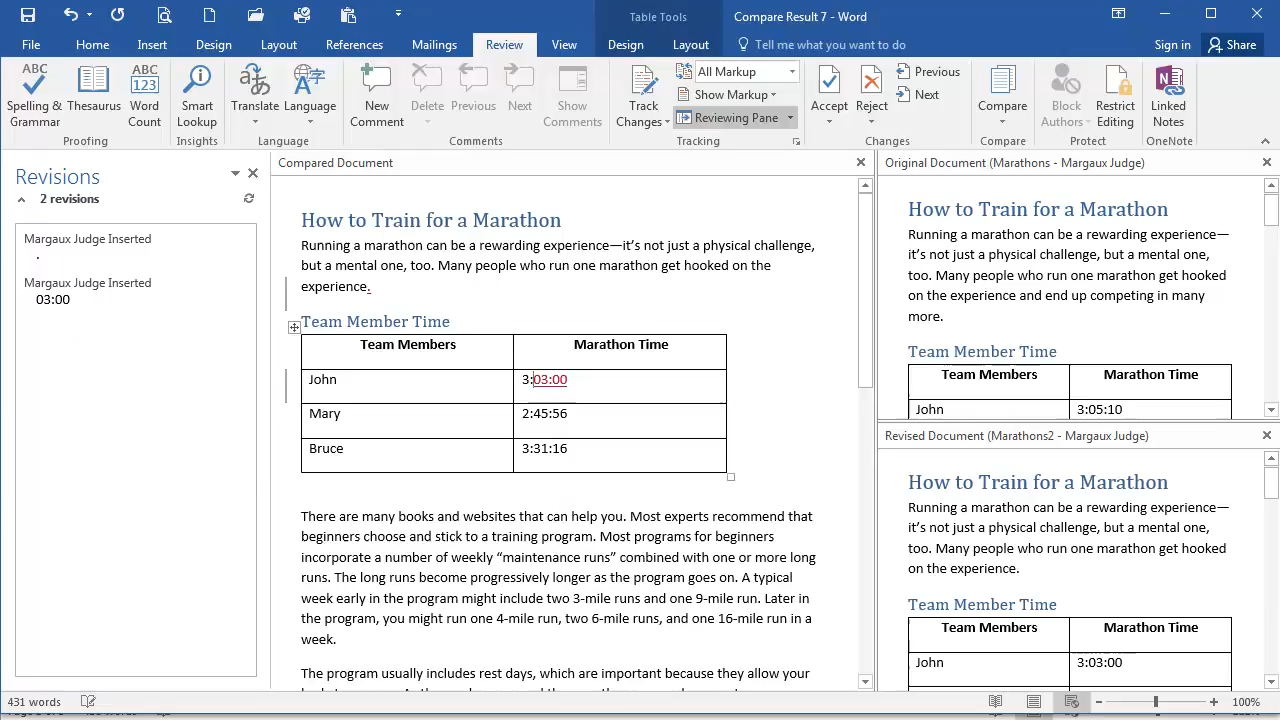 Table Tools
Compare Result 7 - Word
File
Home
Insert
Design
Layout
References
Mailings
Review
View
Design
Layout
Tell me what you want to do
Sign in
Share
ABC
Spelling &
Grammar
Thesaurus
ABC
123
Word
Count
Proofing
Smart
Lookup
Insights
Translate
Language
Language
New
Comment
Delete
Previous
Next
Show
Comments
Comments
Track
Changes
All Markup
Show Markup
Reviewing Pane
Tracking
Accept
Reject
Previous
Next
Changes
Compare
Compare
Block
Authors
Restrict
Editing
Protect
Linked
Notes
OneNote
Revisions
2 revisions
Margaux Judge Inserted
.
Margaux Judge Inserted
03:00
Compared Document
How to Train for a Marathon
Running a marathon can be a rewarding experience—it’s not just a physical challenge,
but a mental one, too. Many people who run one marathon get hooked on the
experience.
Team Member Time
Team Members Marathon Time
John 3:03:00
Mary 2:45:56
Bruce 3:31:16
There are many books and websites that can help you. Most experts recommend that
beginners choose and stick to a training program. Most programs for beginners
incorporate a number of weekly “maintenance runs” combined with one or more long
runs. The long runs become progressively longer as the program goes on. A typical
week early in the program might include two 3-mile runs and one 9-mile run. Later in
the program, you might run one 4-mile run, two 6-mile runs, and one 16-mile run in a
week.
The program usually includes rest days, which are important because they allow your
Original Document (Marathons - Margaux Judge)
How to Train for a Marathon
Running a marathon can be a rewarding experience—
it’s not just a physical challenge, but a mental one,
too. Many people who run one marathon get hooked
on the experience and end up competing in many
more.
Team Member Time
Team Members Marathon Time
John 3:05:10
Revised Document (Marathons2 - Margaux Judge)
How to Train for a Marathon
Running a marathon can be a rewarding experience—
it’s not just a physical challenge, but a mental one,
too. Many people who run one marathon get hooked
on the experience.
Team Member Time
Team Members Marathon Time
John 3:03:00
431 words
100%